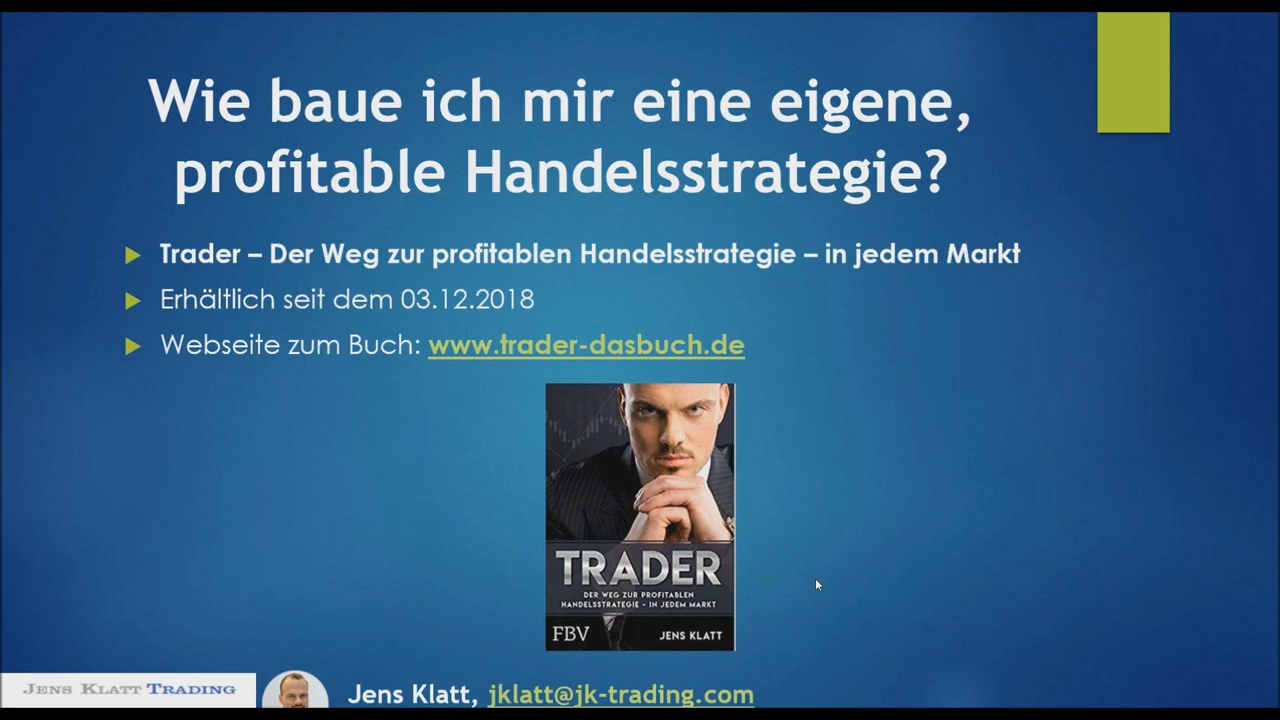 Wie baue ich mir eine eigene,
profitable Handelsstrategie?
Trader – Der Weg zur profitablen Handelsstrategie – in jedem Markt
Erhältlich seit dem 03.12.2018
Webseite zum Buch: www.trader-dasbuch.de
TRADER
DER WEG ZUR PROFITABLEN
HANDELSSTRATEGIE – IN JEDEM MARKT
FBV JENS KLATT
JENS KLATT TRADING
Jens Klatt, jklatt@jk-trading.com